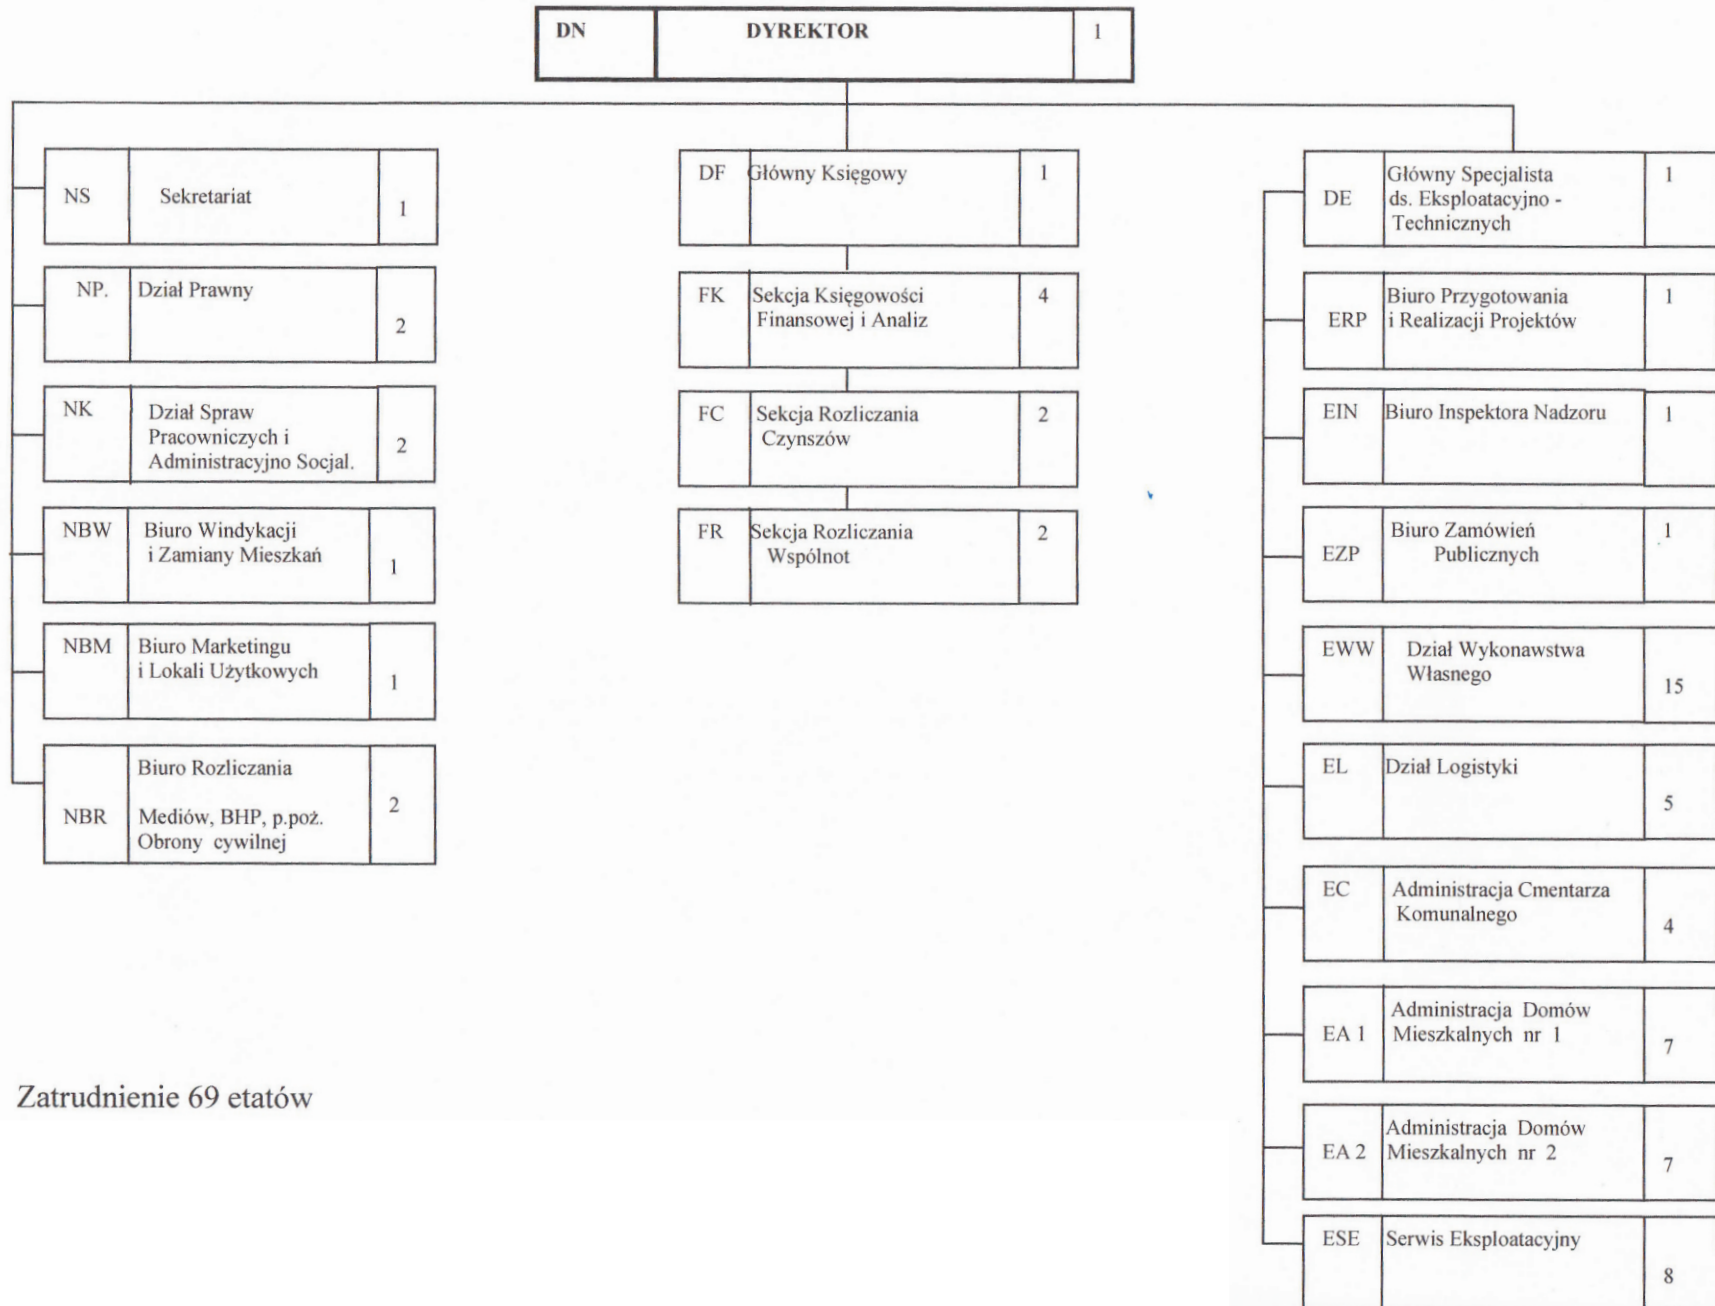 DN DYREKTOR 1
NS Sekretariat 1
NP. Dział Prawny
2
NK Dział Spraw
Pracowniczych i
Administracyjno Socjal.
2
NBW Biuro Windykacji
i Zamiany Mieszkań
1
NBM Biuro Marketingu
i Lokali Użytkowych
1
Biuro Rozliczania
NBR Mediów, BHP, p.poż.
Obrony cywilnej
2
DF Główny Księgowy 1
FK Sekcja Księgowości 4
Finansowej i Analiz
FC Sekcja Rozliczania 2
Czynszów
FR Sekcja Rozliczania 2
Wspólnot
Główny Specjalista 1
DE ds. Eksploatacyjno -
Technicznych
Biuro Przygotowania 1
ERP i Realizacji Projektów
EIN Biuro Inspektora Nadzoru 1
Biuro Zamówień 1
EZP Publicznych
EWW Dział Wykonawstwa
Własnego
15
EL Dział Logistyki
5
EC Administracja Cmentarza
Komunalnego
4
Administracja Domów
EA 1 Mieszkalnych nr 1
7
Administracja Domów
EA 2 Mieszkalnych nr 2
7
ESE Serwis Eksploatacyjny
8
Zatrudnienie 69 etatów